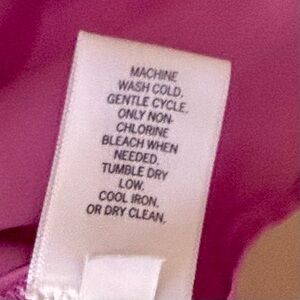 MACHINE
WASH COLD.
GENTLE CYCLE.
ONLY NON-
CHLORINE
BLEACH WHEN
NEEDED.
TUMBLE DRY
LOW.
COOL IRON.
OR DRY CLEAN.